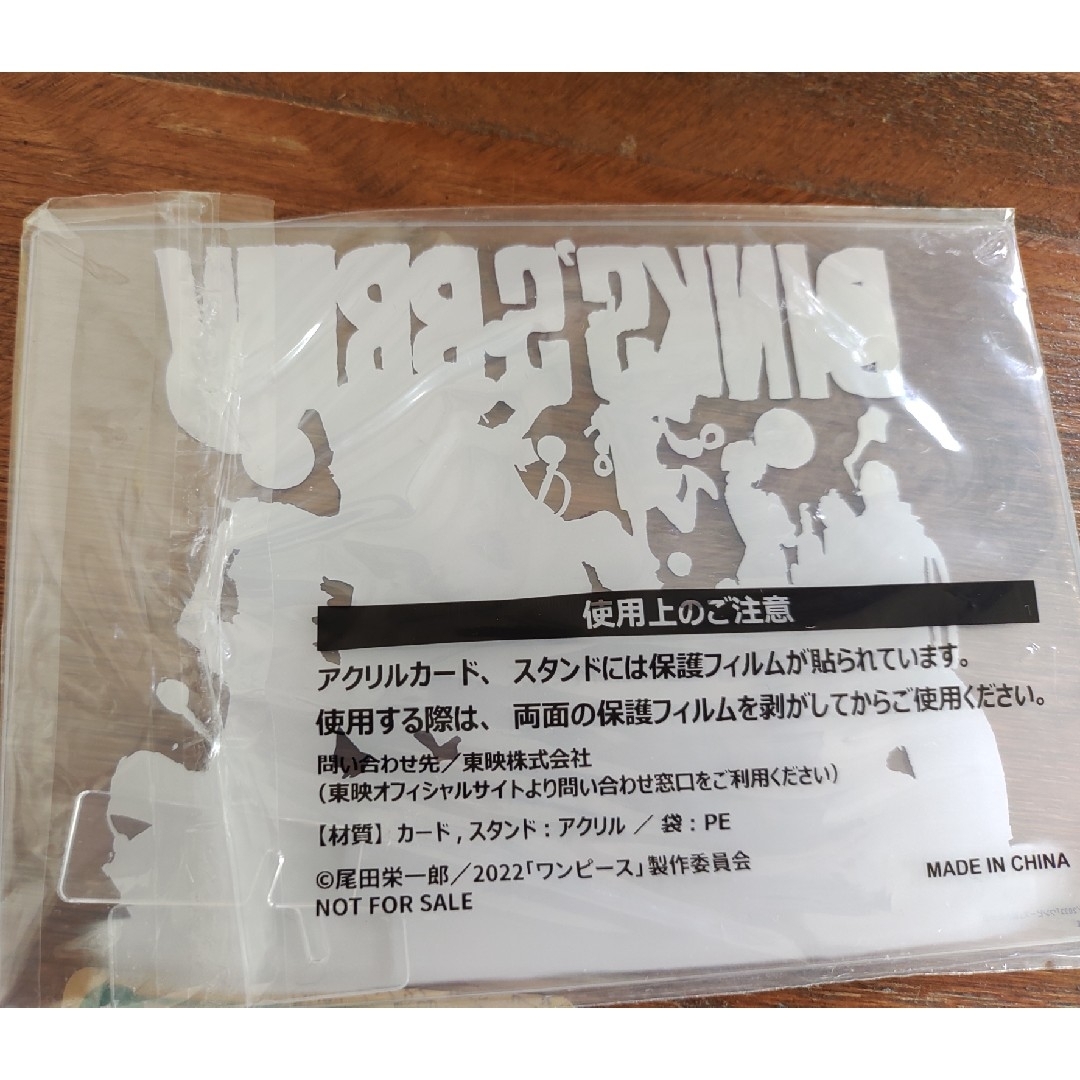 BINKS'S BREW
使用上のご注意
アクリルカード、スタンドには保護フィルムが貼られています。
使用する際は、両面の保護フィルムを剥がしてからご使用ください。
問い合わせ先／東映株式会社
（東映オフィシャルサイトより問い合わせ窓口をご利用ください）
【材質】カード,スタンド：アクリル／袋：PE
©尾田栄一郎／2022「ワンピース」製作委員会
NOT FOR SALE
MADE IN CHINA